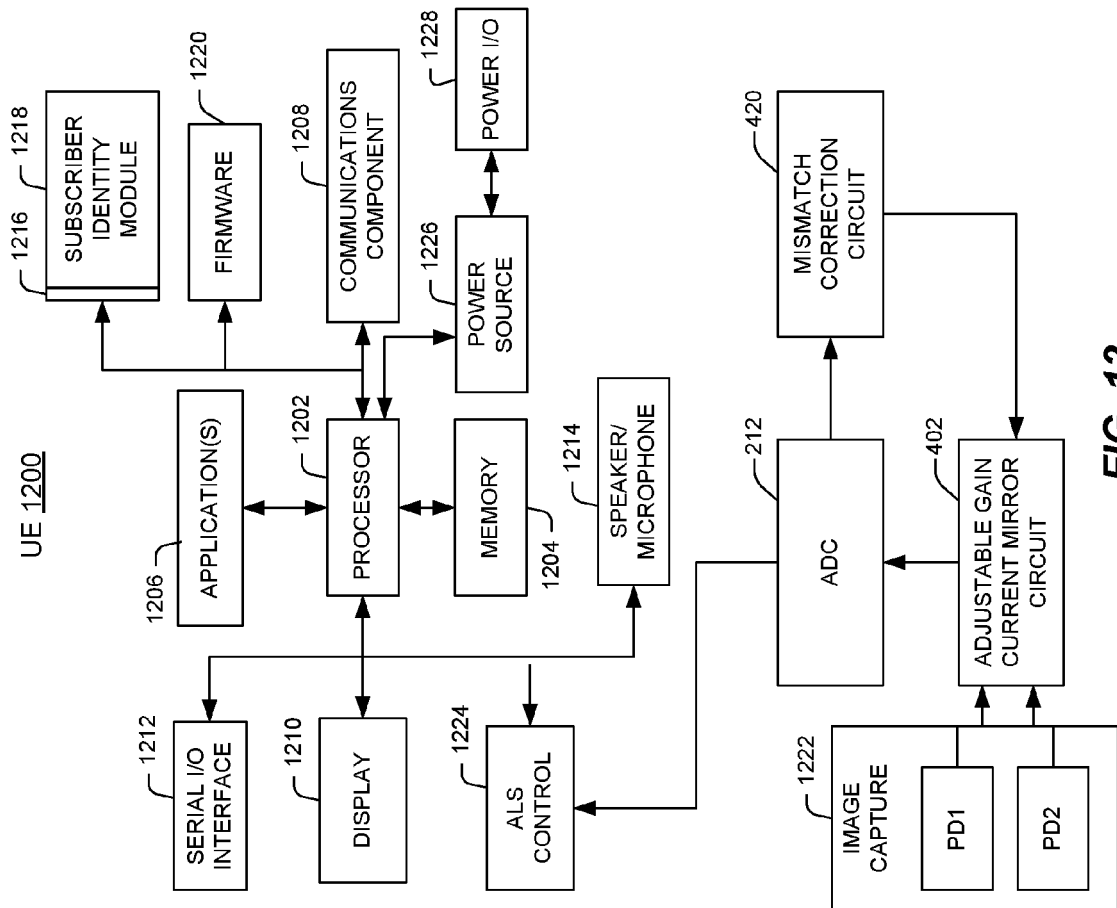 UE 1200
1206
APPLICATION(S)
1216
1218
SUBSCRIBER
IDENTITY
MODULE
1220
FIRMWARE
1202
PROCESSOR
1208
COMMUNICATIONS
COMPONENT
1204
MEMORY
1226
POWER
SOURCE
1228
POWER I/O
1212
SERIAL I/O
INTERFACE
1210
DISPLAY
1214
SPEAKER/
MICROPHONE
1224
ALS
CONTROL
212
ADC
420
MISMATCH
CORRECTION
CIRCUIT
402
ADJUSTABLE GAIN
CURRENT MIRROR
CIRCUIT
1222
IMAGE
CAPTURE
PD1
PD2